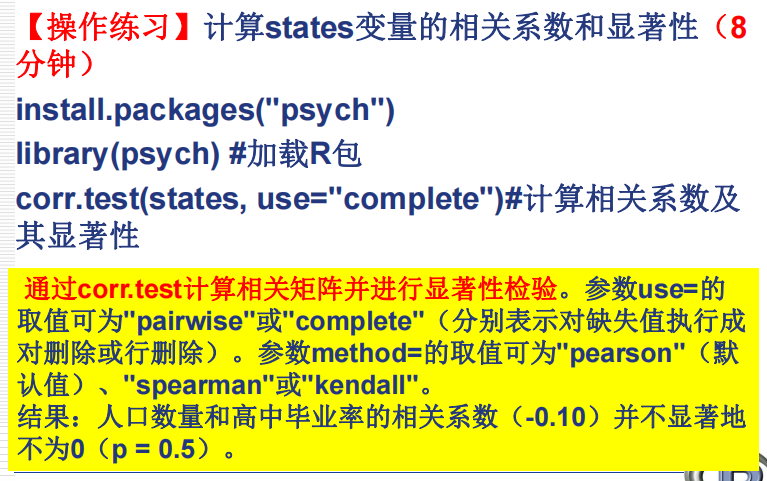 【操作练习】计算states变量的相关系数和显著性（8
分钟）
install.packages("psych")
library(psych) #加载R包
corr.test(states, use="complete")#计算相关系数及
其显著性
通过corr.test计算相关矩阵并进行显著性检验。参数use=的
取值可为"pairwise"或"complete"（分别表示对缺失值执行成
对删除或行删除）。参数method=的取值可为"pearson"（默
认值）、"spearman"或"kendall"。
结果：人口数量和高中毕业率的相关系数（-0.10）并不显著地
不为0（p = 0.5）。